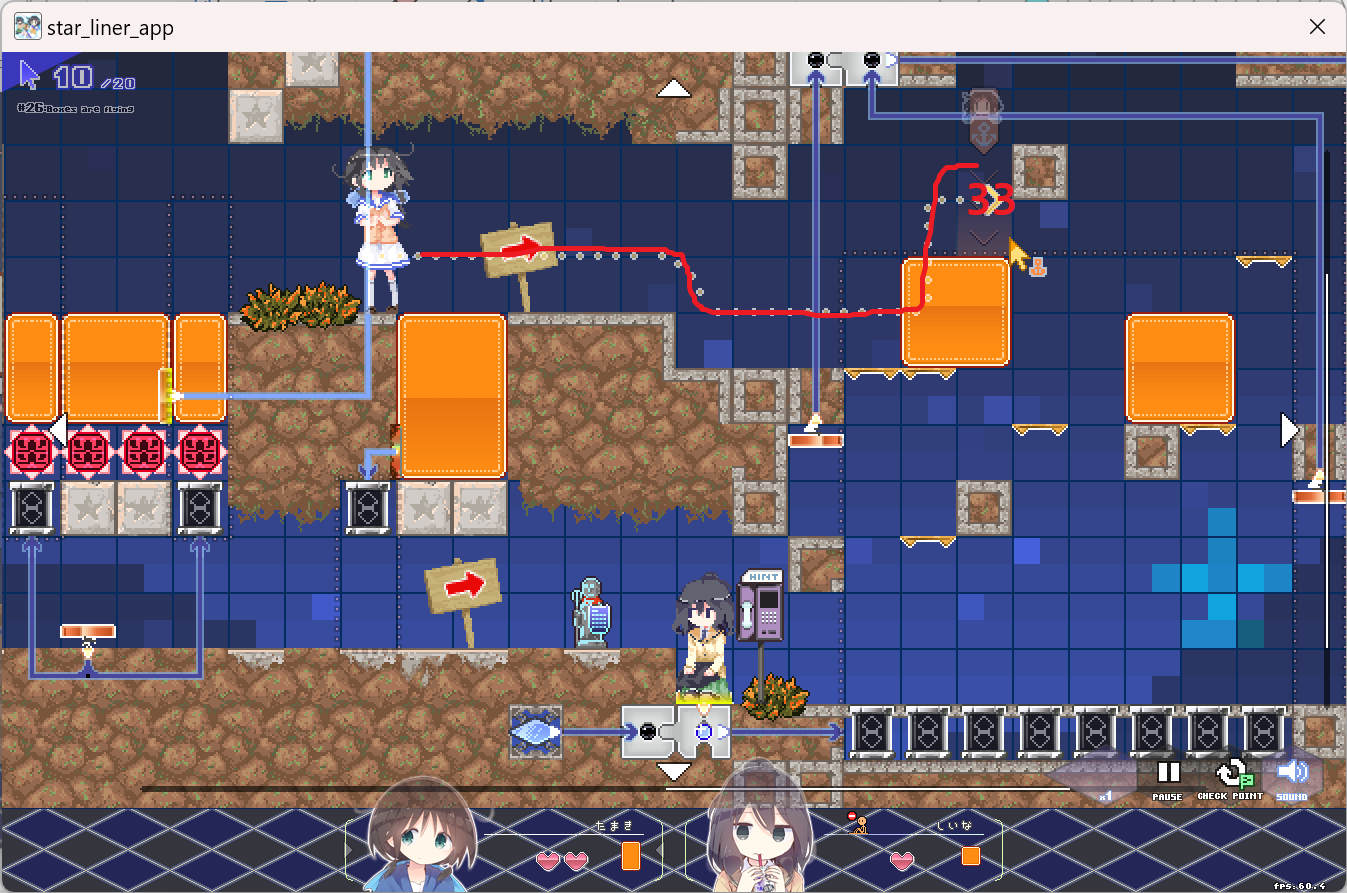 star_liner_app
10 /20
#26:Boxes are flying
33
HINT
x1
PAUSE
CHECK POINT
SOUND
たまき
しいな
fps:60.4